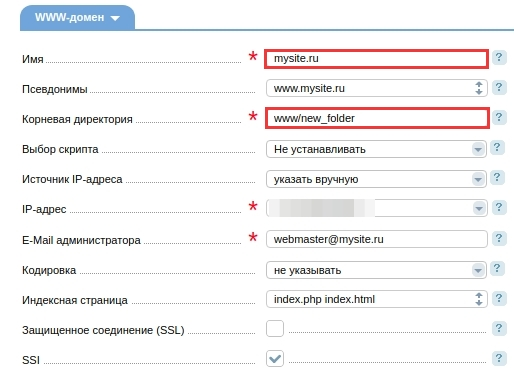 WWW-домен
Имя * mysite.ru ?
Псевдонимы www.mysite.ru ?
Корневая директория * www/new_folder ?
Выбор скрипта Не устанавливать ?
Источник IP-адреса указать вручную ?
IP-адрес * ?
E-Mail администратора * webmaster@mysite.ru ?
Кодировка не указывать ?
Индексная страница index.php index.html ?
Защищенное соединение (SSL) ?
SSI ?